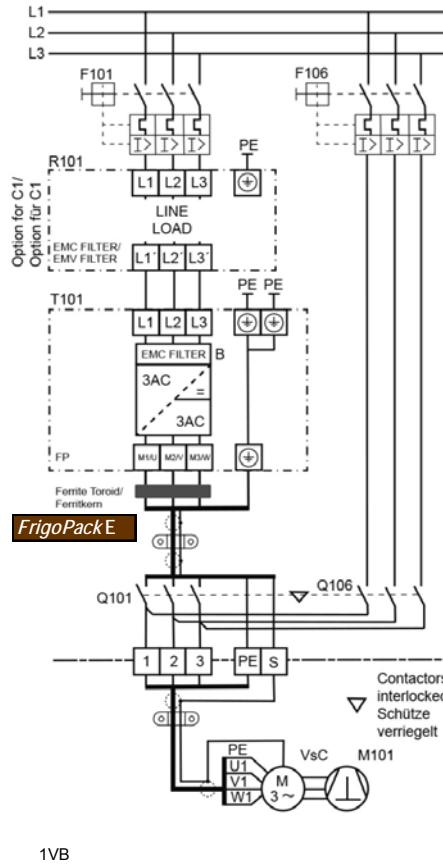 L1
L2
L3
F101
F106
I> I> I>
I> I> I>
R101
PE
L1 L2 L3
Option for C1/
Option für C1
LINE
LOAD
EMC FILTER/
EMV FILTER
L1´ L2´ L3´
PE PE
T101
L1 L2 L3
EMC FILTER B
3AC
=
3AC
FP
M1/U M2/V M3/W
Ferrite Toroid/
Ferritkern
FrigoPack E
Q101
Q106
1 2 3 PE S
Contactors
interlocked
Schütze
verriegelt
PE
U1
V1
W1
M
3~
VsC
M101
1VB